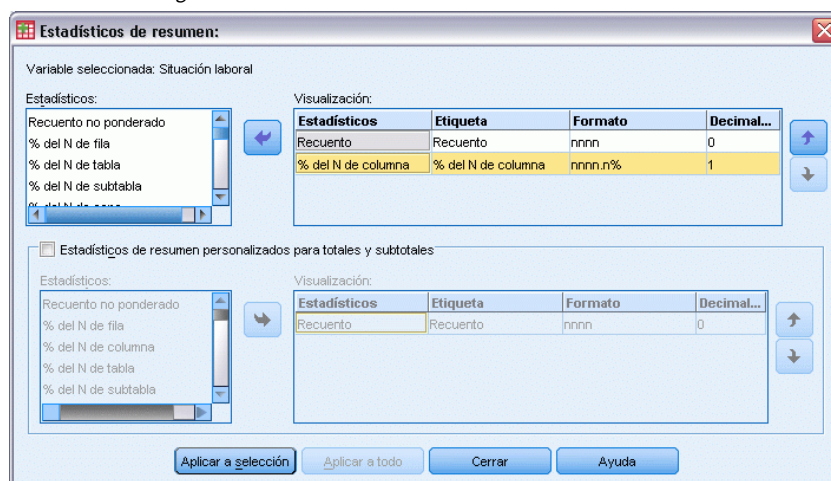 Estadísticos de resumen:
Variable seleccionada: Situación laboral
Estadísticos:
Recuento no ponderado
% del N de fila
% del N de tabla
% del N de subtabla
Visualización:
Estadísticos Etiqueta Formato Decimal...
Recuento Recuento nnnn 0
% del N de columna % del N de columna nnnn.n% 1
Estadísticos de resumen personalizados para totales y subtotales
Estadísticos:
Recuento no ponderado
% del N de fila
% del N de columna
% del N de tabla
% del N de subtabla
Visualización:
Estadísticos Etiqueta Formato Decimal...
Recuento Recuento nnnn 0
Aplicar a selección Aplicar a todo Cerrar Ayuda